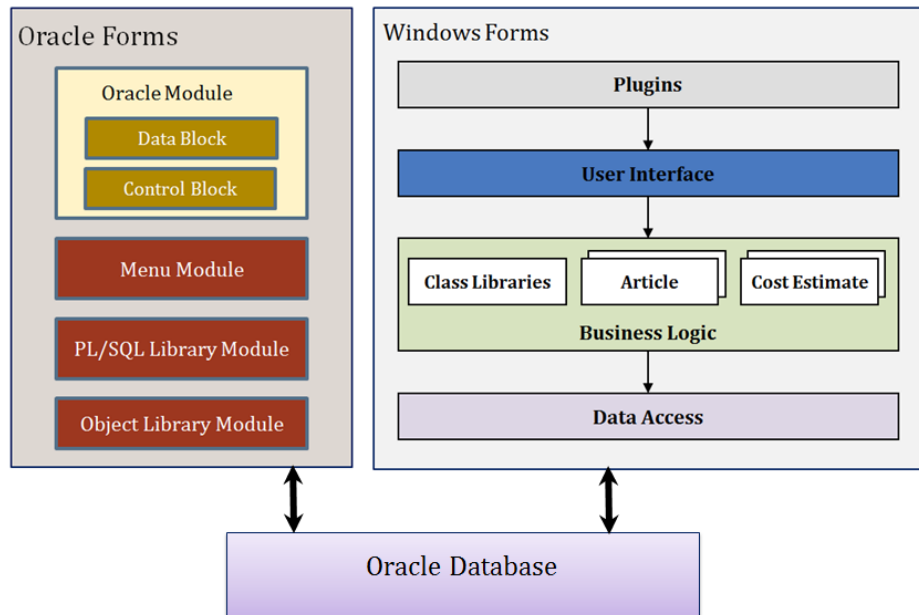 Oracle Forms
Oracle Module
Data Block
Control Block
Menu Module
PL/SQL Library Module
Object Library Module
Windows Forms
Plugins
User Interface
Class Libraries
Article
Cost Estimate
Business Logic
Data Access
Oracle Database